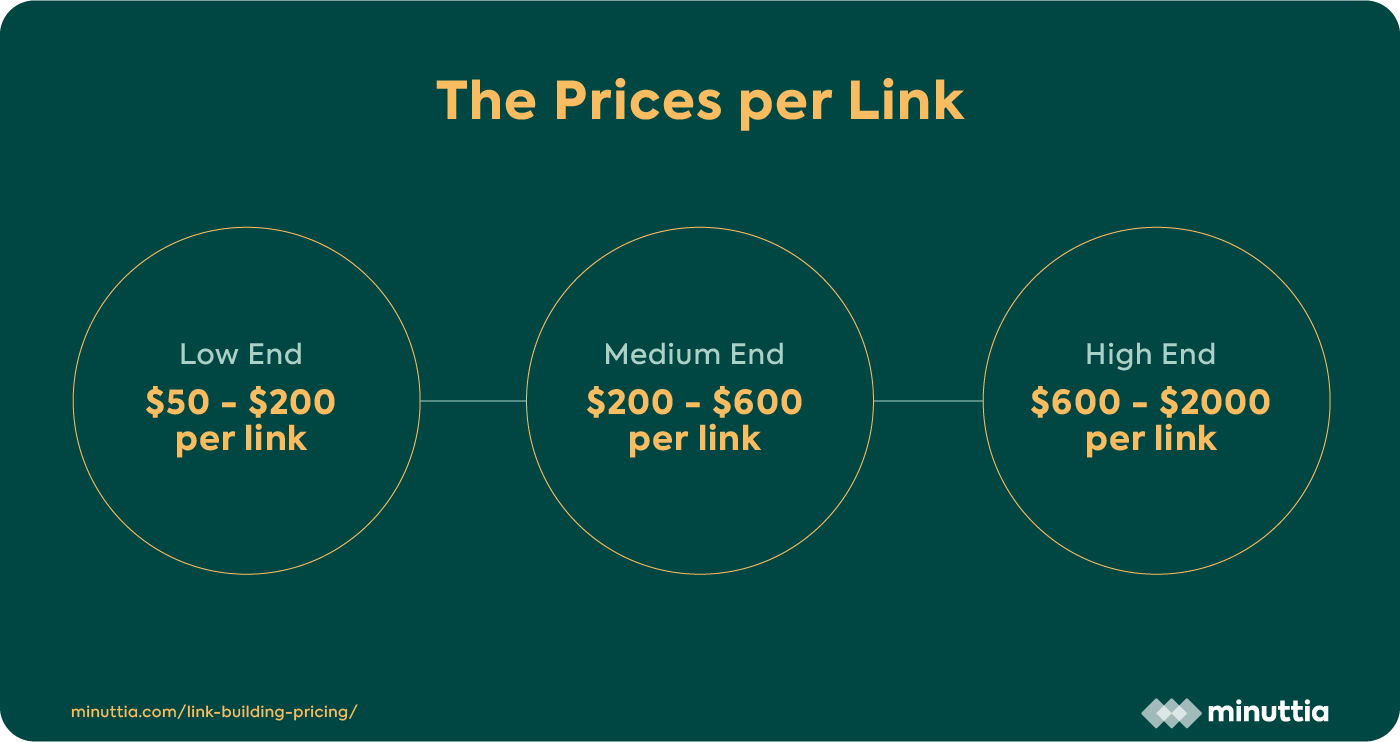 The Prices per Link
Low End
$50 - $200
per link
Medium End
$200 - $600
per link
High End
$600 - $2000
per link
minuttia.com/link-building-pricing/
minuttia